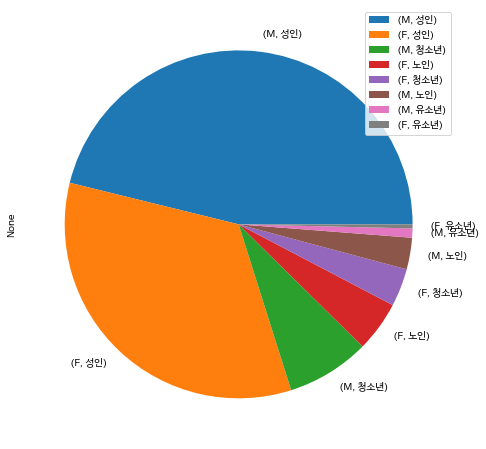 (M, 성인)
(M, 성인)
(F, 성인)
(M, 청소년)
(F, 노인)
(F, 청소년)
(M, 노인)
(M, 유소년)
(F, 유소년)
None
(F, 유소년)
(M, 유소년)
(M, 노인)
(F, 청소년)
(F, 노인)
(F, 성인)
(M, 청소년)